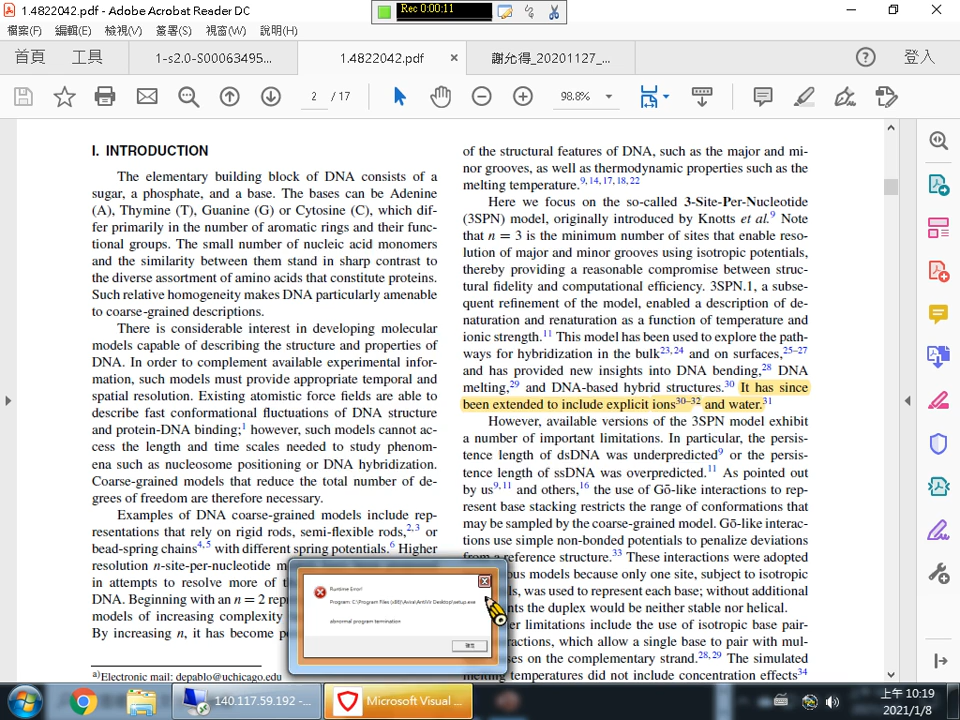 1.4822042.pdf - Adobe Acrobat Reader DC
Rec 0:00:11
檔案(F) 編輯(E) 檢視(V) 簽署(S) 視窗(W) 說明(H)
首頁 工具 1-s2.0-S00063495... 1.4822042.pdf × 謝允得_20201127_... 登入
2 / 17 98.8%
I. INTRODUCTION
The elementary building block of DNA consists of a
sugar, a phosphate, and a base. The bases can be Adenine
(A), Thymine (T), Guanine (G) or Cytosine (C), which dif-
fer primarily in the number of aromatic rings and their func-
tional groups. The small number of nucleic acid monomers
and the similarity between them stand in sharp contrast to
the diverse assortment of amino acids that constitute proteins.
Such relative homogeneity makes DNA particularly amenable
to coarse-grained descriptions.
There is considerable interest in developing molecular
models capable of describing the structure and properties of
DNA. In order to complement available experimental infor-
mation, such models must provide appropriate temporal and
spatial resolution. Existing atomistic force fields are able to
describe fast conformational fluctuations of DNA structure
and protein-DNA binding;1 however, such models cannot ac-
cess the length and time scales needed to study phenom-
ena such as nucleosome positioning or DNA hybridization.
Coarse-grained models that reduce the total number of de-
grees of freedom are therefore necessary.
Examples of DNA coarse-grained models include rep-
resentations that rely on rigid rods, semi-flexible rods,2,3 or
bead-spring chains4,5 with different spring potentials.6 Higher
resolution n-site-per-nucleotide m
in attempts to resolve more of t
DNA. Beginning with an n = 2 rep
models of increasing complexity
By increasing n, it has become p
a)Electronic mail: depablo@uchicago.edu
of the structural features of DNA, such as the major and mi-
nor grooves, as well as thermodynamic properties such as the
melting temperature.9,14,17,18,22
Here we focus on the so-called 3-Site-Per-Nucleotide
(3SPN) model, originally introduced by Knotts et al.9 Note
that n = 3 is the minimum number of sites that enable reso-
lution of major and minor grooves using isotropic potentials,
thereby providing a reasonable compromise between struc-
tural fidelity and computational efficiency. 3SPN.1, a subse-
quent refinement of the model, enabled a description of de-
naturation and renaturation as a function of temperature and
ionic strength.11 This model has been used to explore the path-
ways for hybridization in the bulk23,24 and on surfaces,25–27
and has provided new insights into DNA bending,28 DNA
melting,29 and DNA-based hybrid structures.30 It has since
been extended to include explicit ions30–32 and water.31
However, available versions of the 3SPN model exhibit
a number of important limitations. In particular, the persis-
tence length of dsDNA was underpredicted9 or the persis-
tence length of ssDNA was overpredicted.11 As pointed out
by us9,11 and others,16 the use of Gō-like interactions to rep-
resent base stacking restricts the range of conformations that
may be sampled by the coarse-grained model. Gō-like interac-
tions use simple non-bonded potentials to penalize deviations
from a reference structure.33 These interactions were adopted
ous models because only one site, subject to isotropic
ls, was used to represent each base; without additional
nts the duplex would be neither stable nor helical.
er limitations include the use of isotropic base pair-
ractions, which allow a single base to pair with mul-
ses on the complementary strand.28,29 The simulated
melting temperatures did not include concentration effects34
Runtime Error!
Program: C:\Program Files (x86)\Avira\AntiVir Desktop\setup.exe
abnormal program termination
確定
140.117.59.192 -... Microsoft Visual ...
上午 10:19
2021/1/8